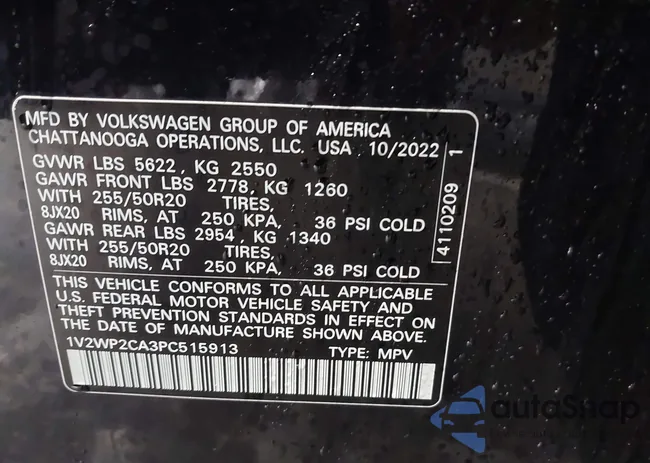 MFD BY VOLKSWAGEN GROUP OF AMERICA
CHATTANOOGA OPERATIONS, LLC. USA 10/2022
GVWR LBS 5622 , KG 2550
GAWR FRONT LBS 2778 , KG 1260
WITH 255/50R20 TIRES,
8JX20 RIMS, AT 250 KPA, 36 PSI COLD
GAWR REAR LBS 2954 , KG 1340
WITH 255/50R20 TIRES,
8JX20 RIMS, AT 250 KPA, 36 PSI COLD
4110209 1
THIS VEHICLE CONFORMS TO ALL APPLICABLE
U.S. FEDERAL MOTOR VEHICLE SAFETY AND
THEFT PREVENTION STANDARDS IN EFFECT ON
THE DATE OF MANUFACTURE SHOWN ABOVE.
1V2WP2CA3PC515913 TYPE: MPV
autoSnap